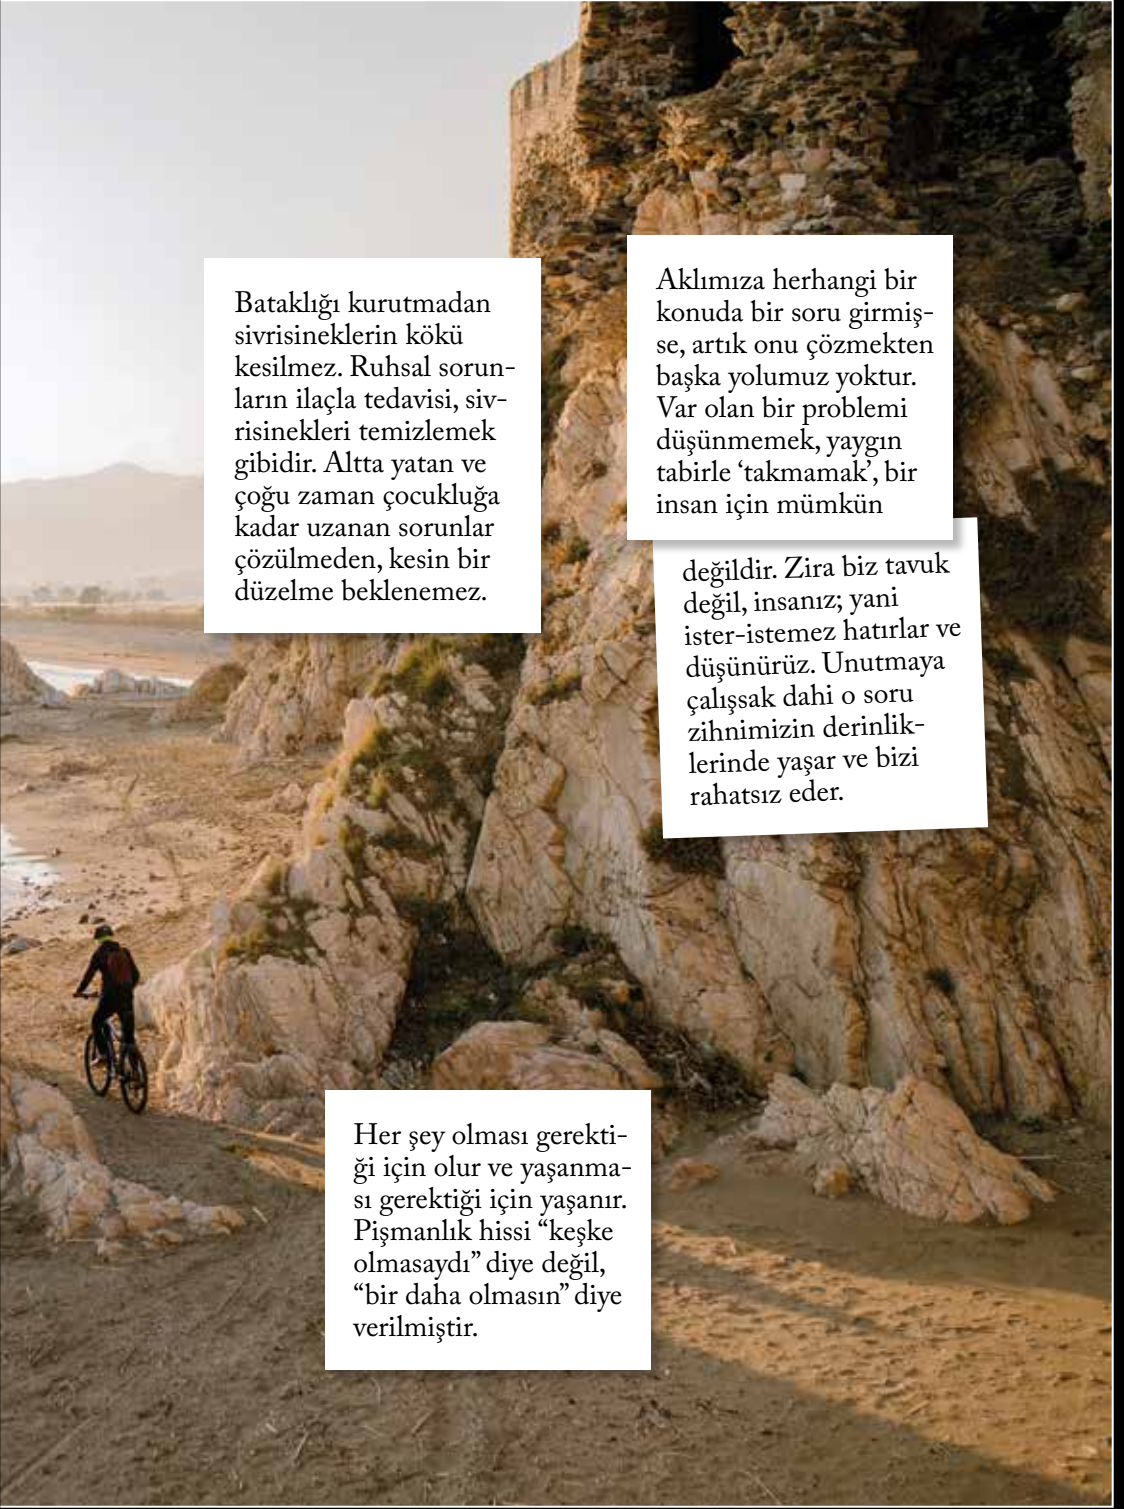 Bataklığı kurutmadan
sivrisineklerin kökü
kesilmez. Ruhsal sorun-
ların ilaçla tedavisi, siv-
risinekleri temizlemek
gibidir. Altta yatan ve
çoğu zaman çocukluğa
kadar uzanan sorunlar
çözülmeden, kesin bir
düzelme beklenemez.
Aklımıza herhangi bir
konuda bir soru girmiş-
se, artık onu çözmekten
başka yolumuz yoktur.
Var olan bir problemi
düşünmemek, yaygın
tabirle ‘takmamak’, bir
insan için mümkün
değildir. Zira biz tavuk
değil, insanız; yani
ister-istemez hatırlar ve
düşünürüz. Unutmaya
çalışsak dahi o soru
zihnimizin derinlik-
lerinde yaşar ve bizi
rahatsız eder.
Her şey olması gerekti-
ği için olur ve yaşanma-
sı gerektiği için yaşanır.
Pişmanlık hissi “keşke
olmasaydı” diye değil,
“bir daha olmasın” diye
verilmiştir.